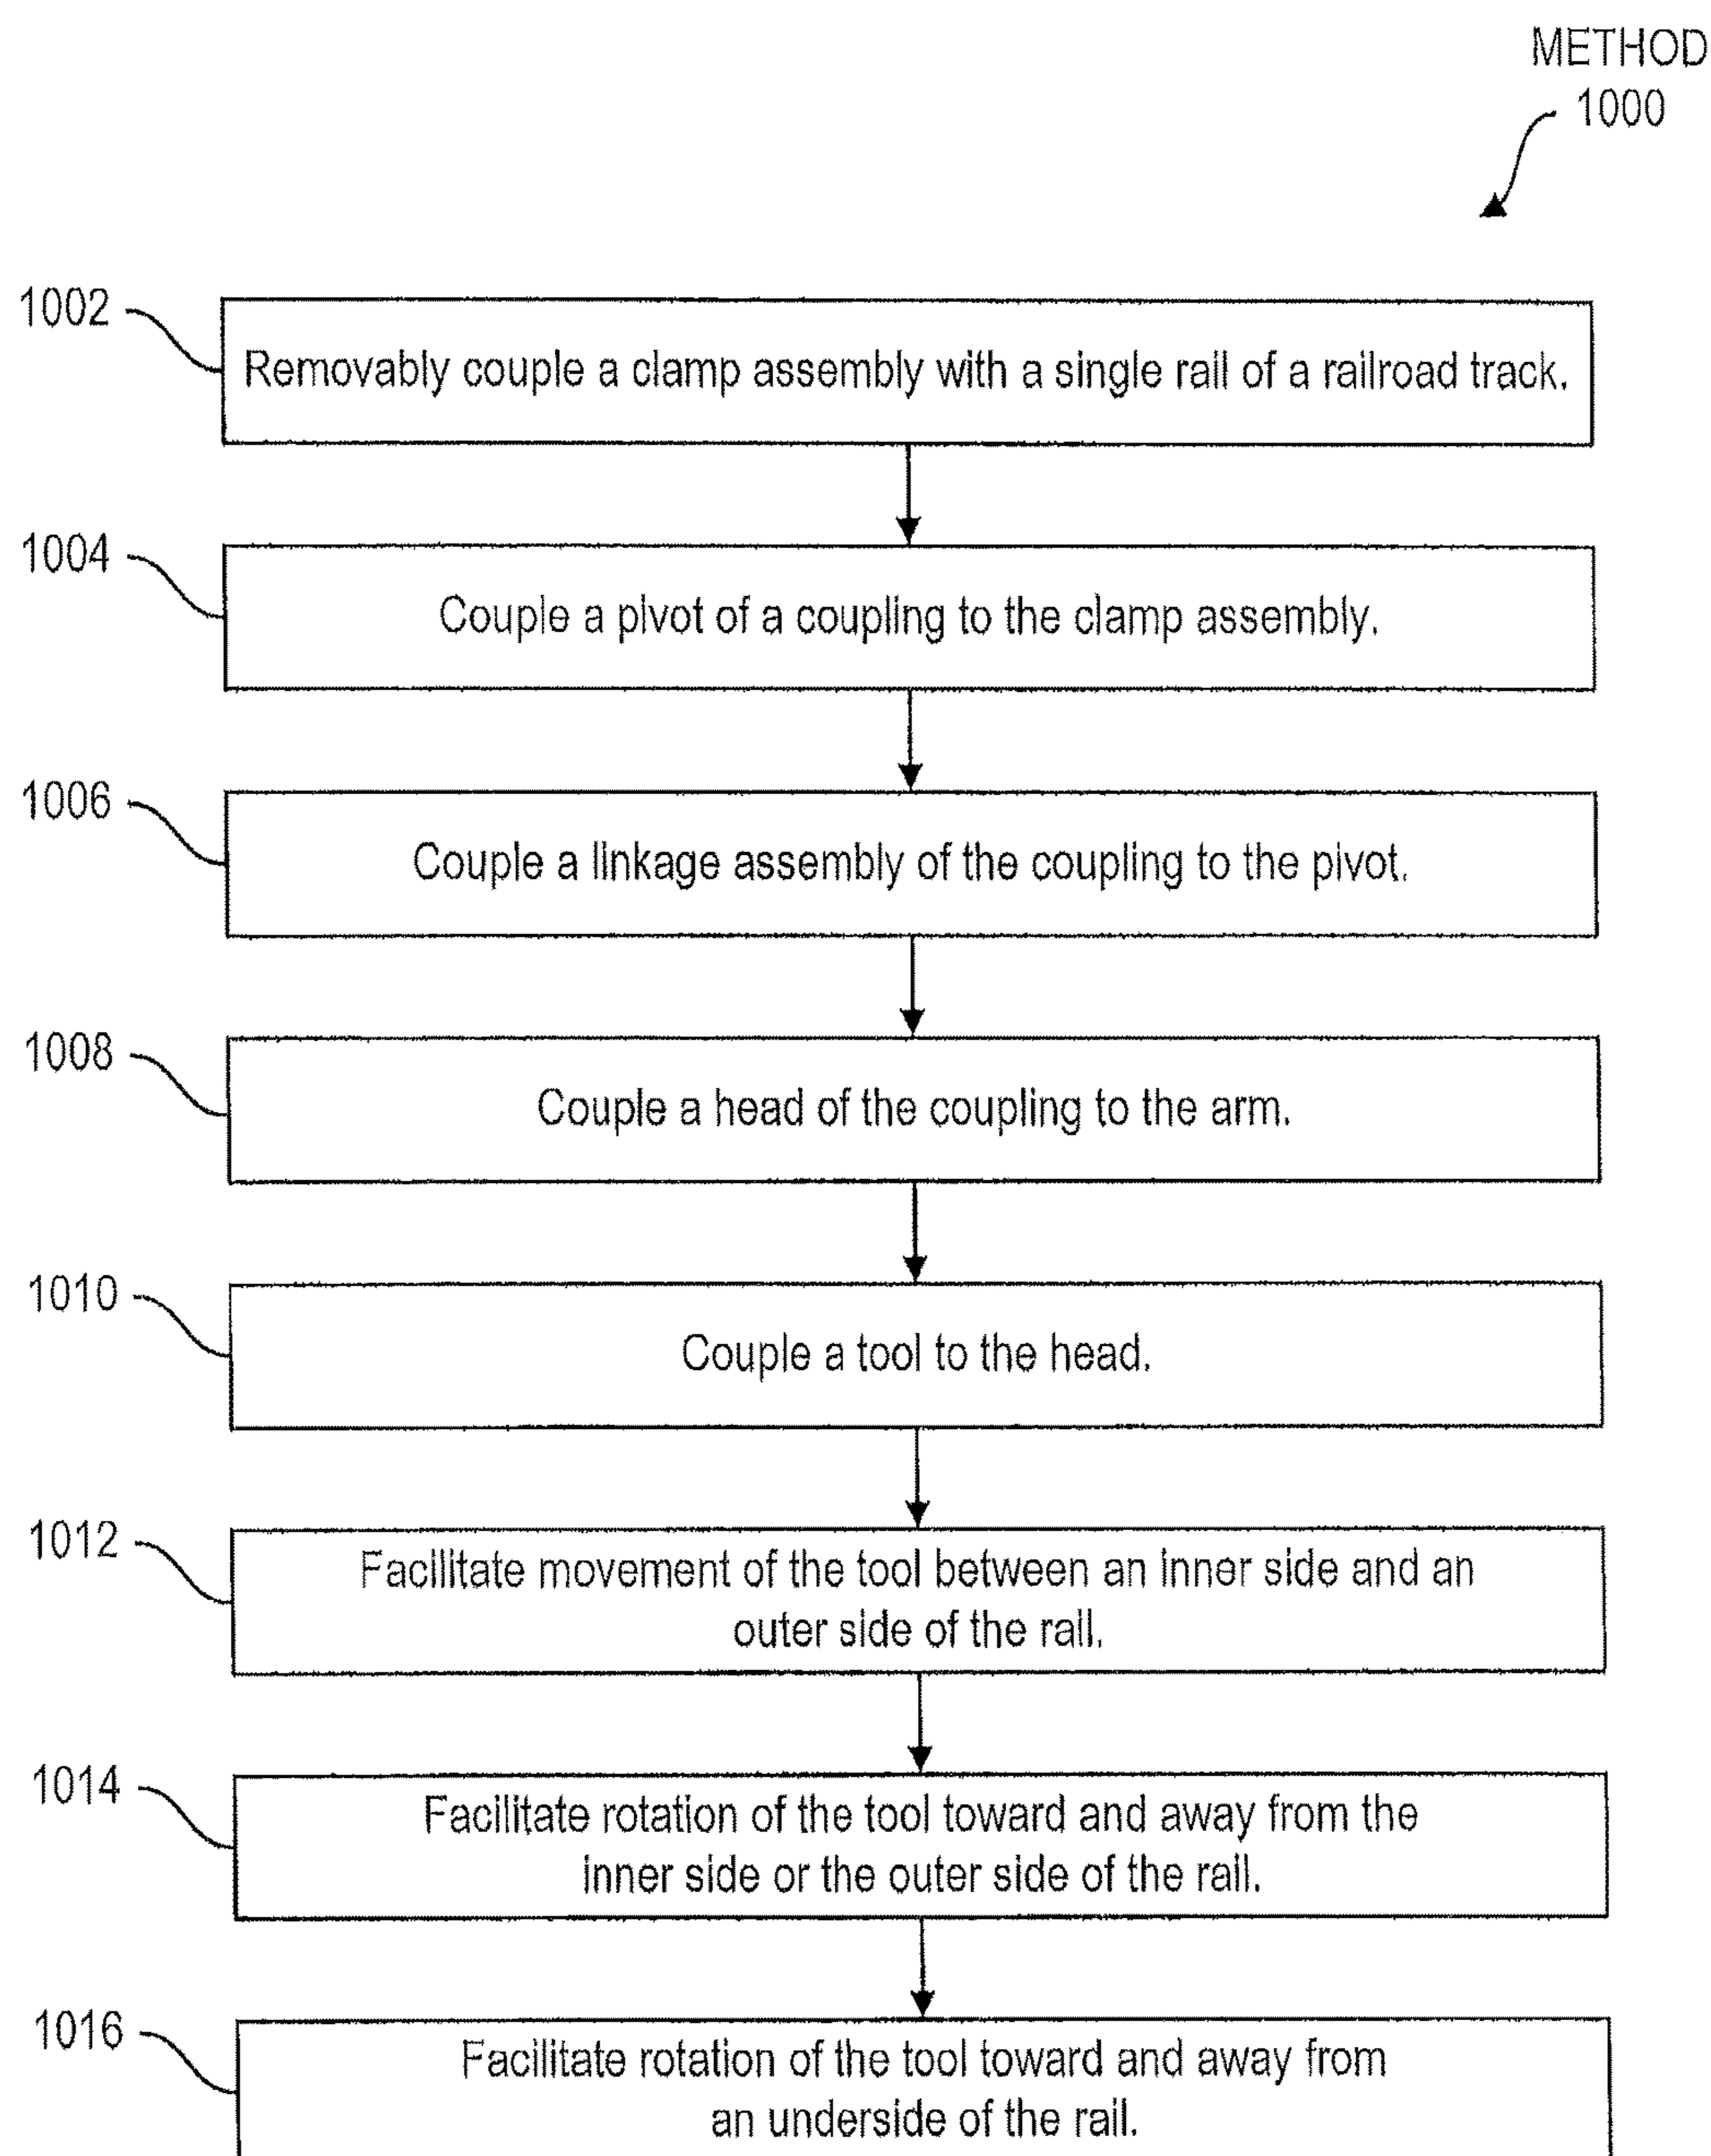 METHOD
1000
1002
Removably couple a clamp assembly with a single rail of a railroad track.
1004
Couple a pivot of a coupling to the clamp assembly.
1006
Couple a linkage assembly of the coupling to the pivot.
1008
Couple a head of the coupling to the arm.
1010
Couple a tool to the head.
1012
Facilitate movement of the tool between an inner side and an
outer side of the rail.
1014
Facilitate rotation of the tool toward and away from the
inner side or the outer side of the rail.
1016
Facilitate rotation of the tool toward and away from
an underside of the rail.